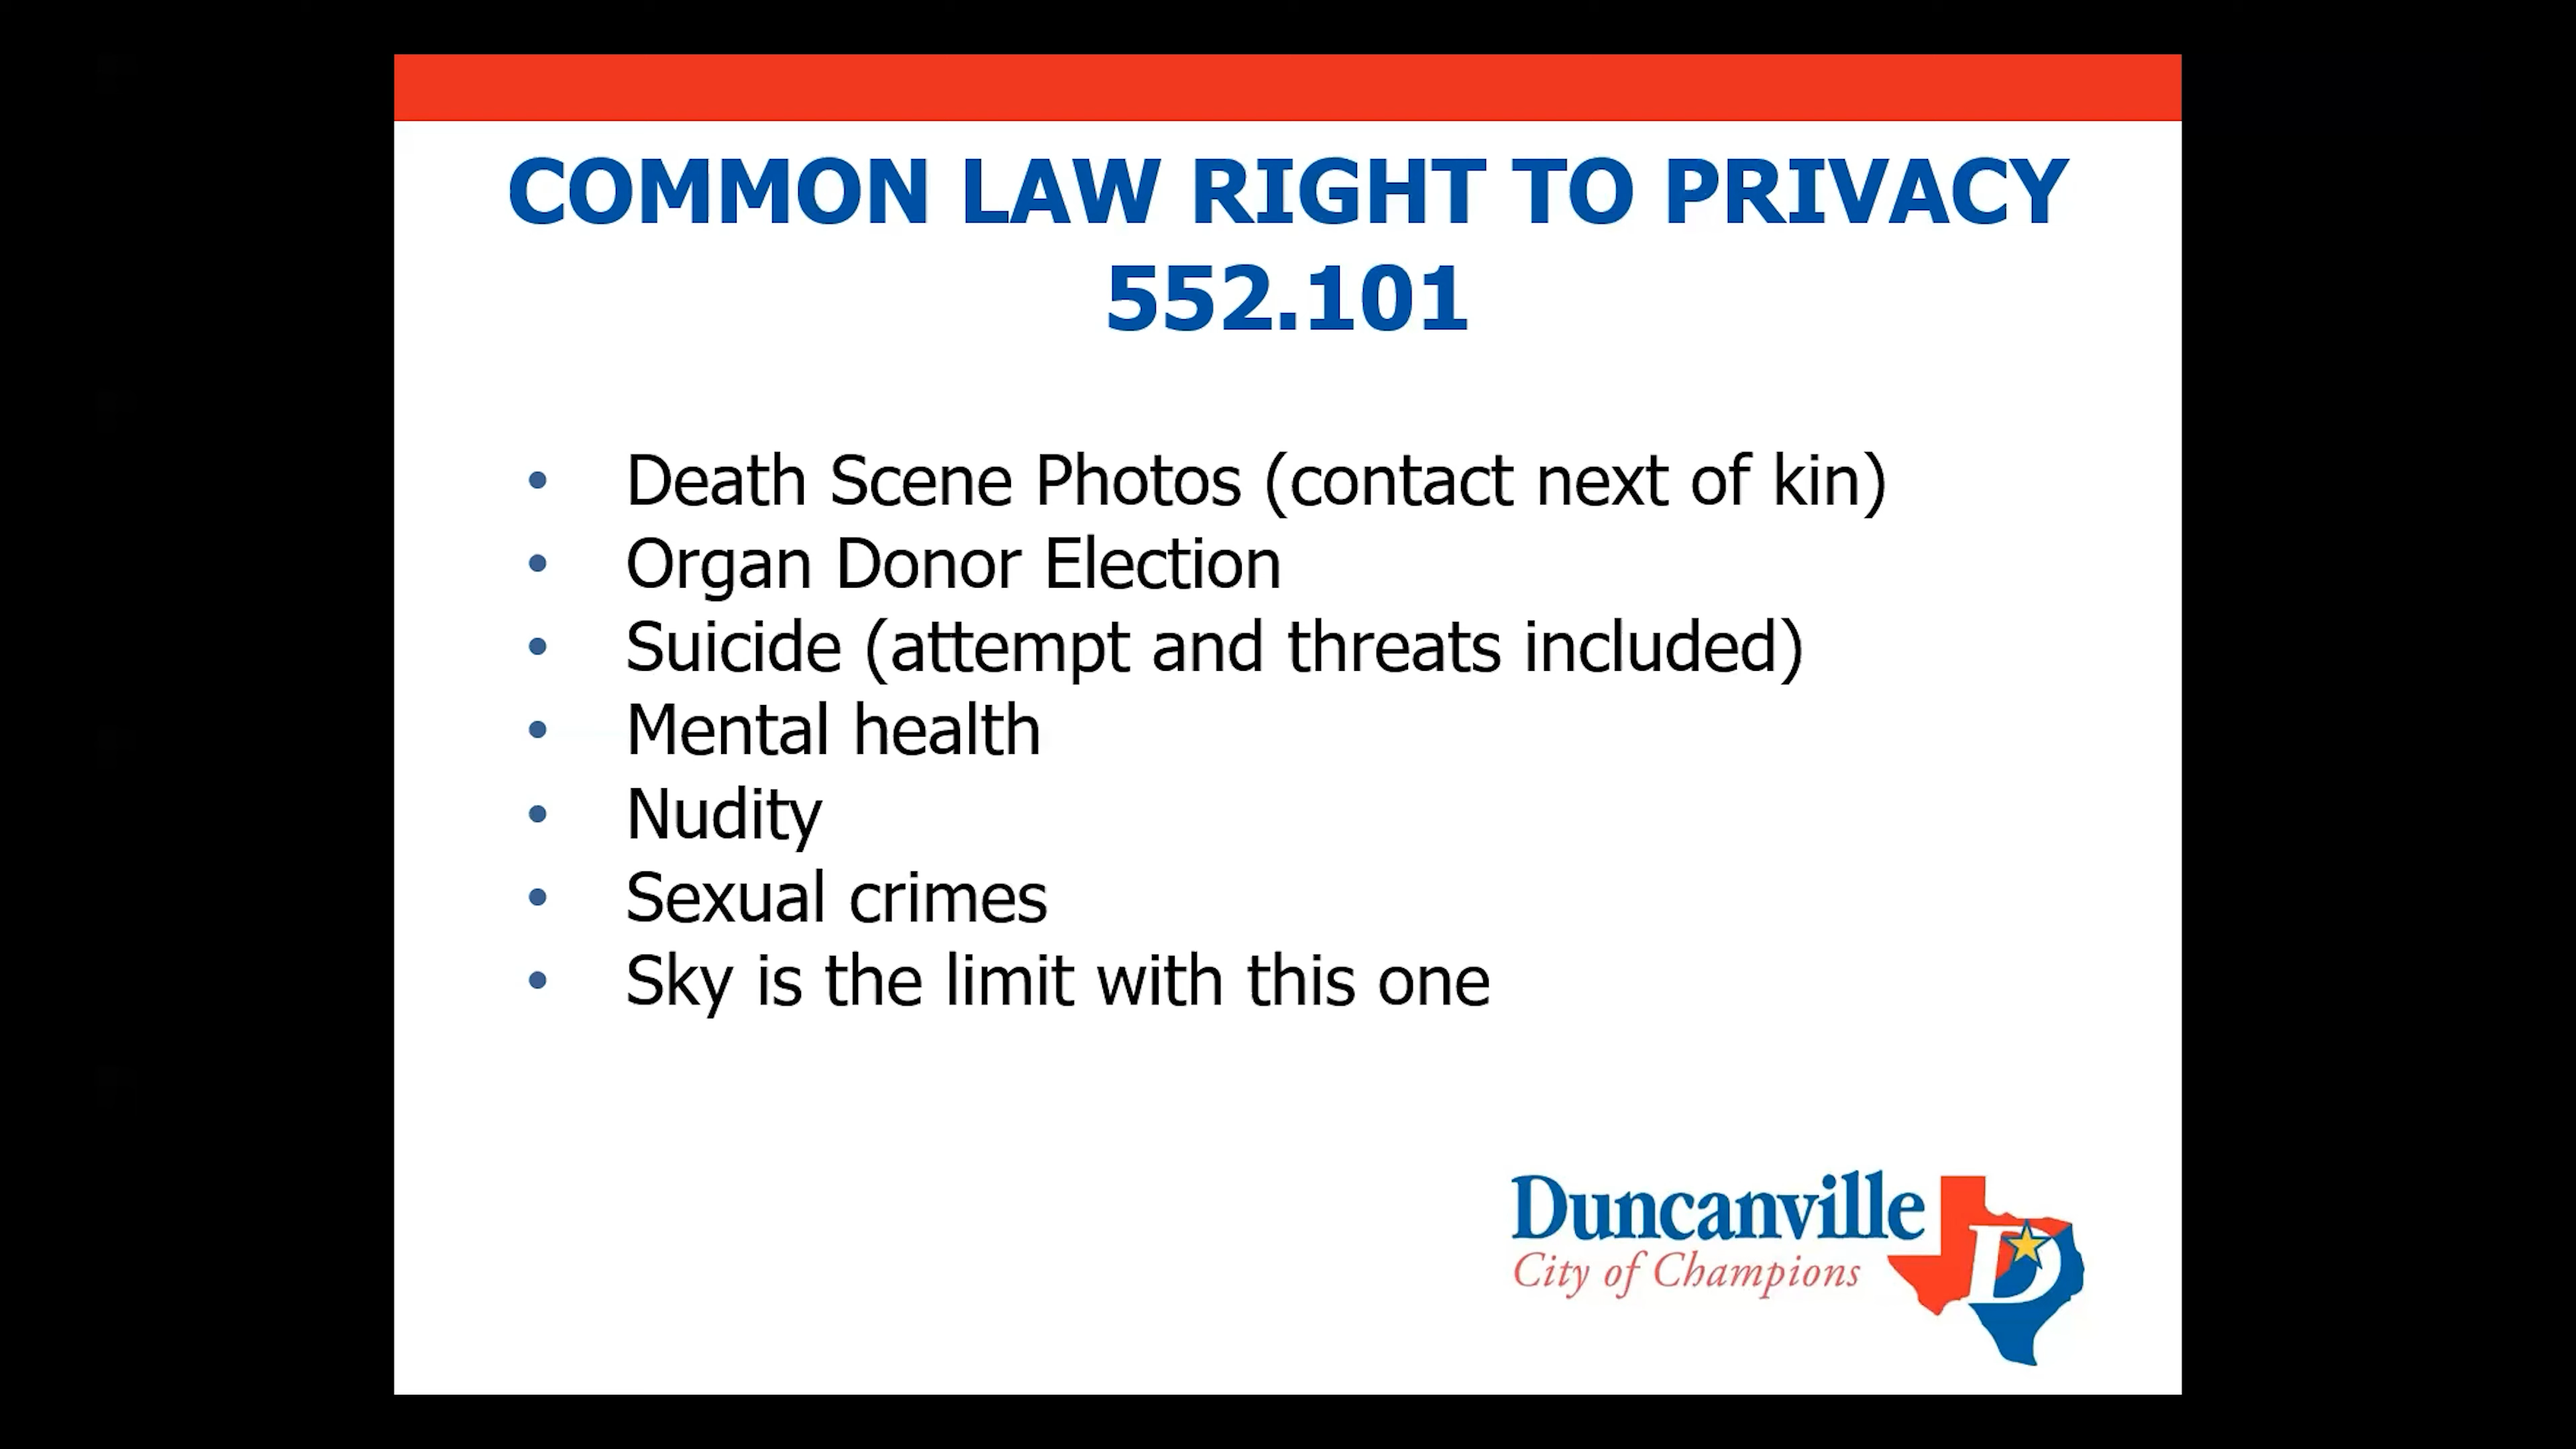 COMMON LAW RIGHT TO PRIVACY
552.101
• Death Scene Photos (contact next of kin)
• Organ Donor Election
• Suicide (attempt and threats included)
• Mental health
• Nudity
• Sexual crimes
• Sky is the limit with this one
Duncanville
City of Champions
D